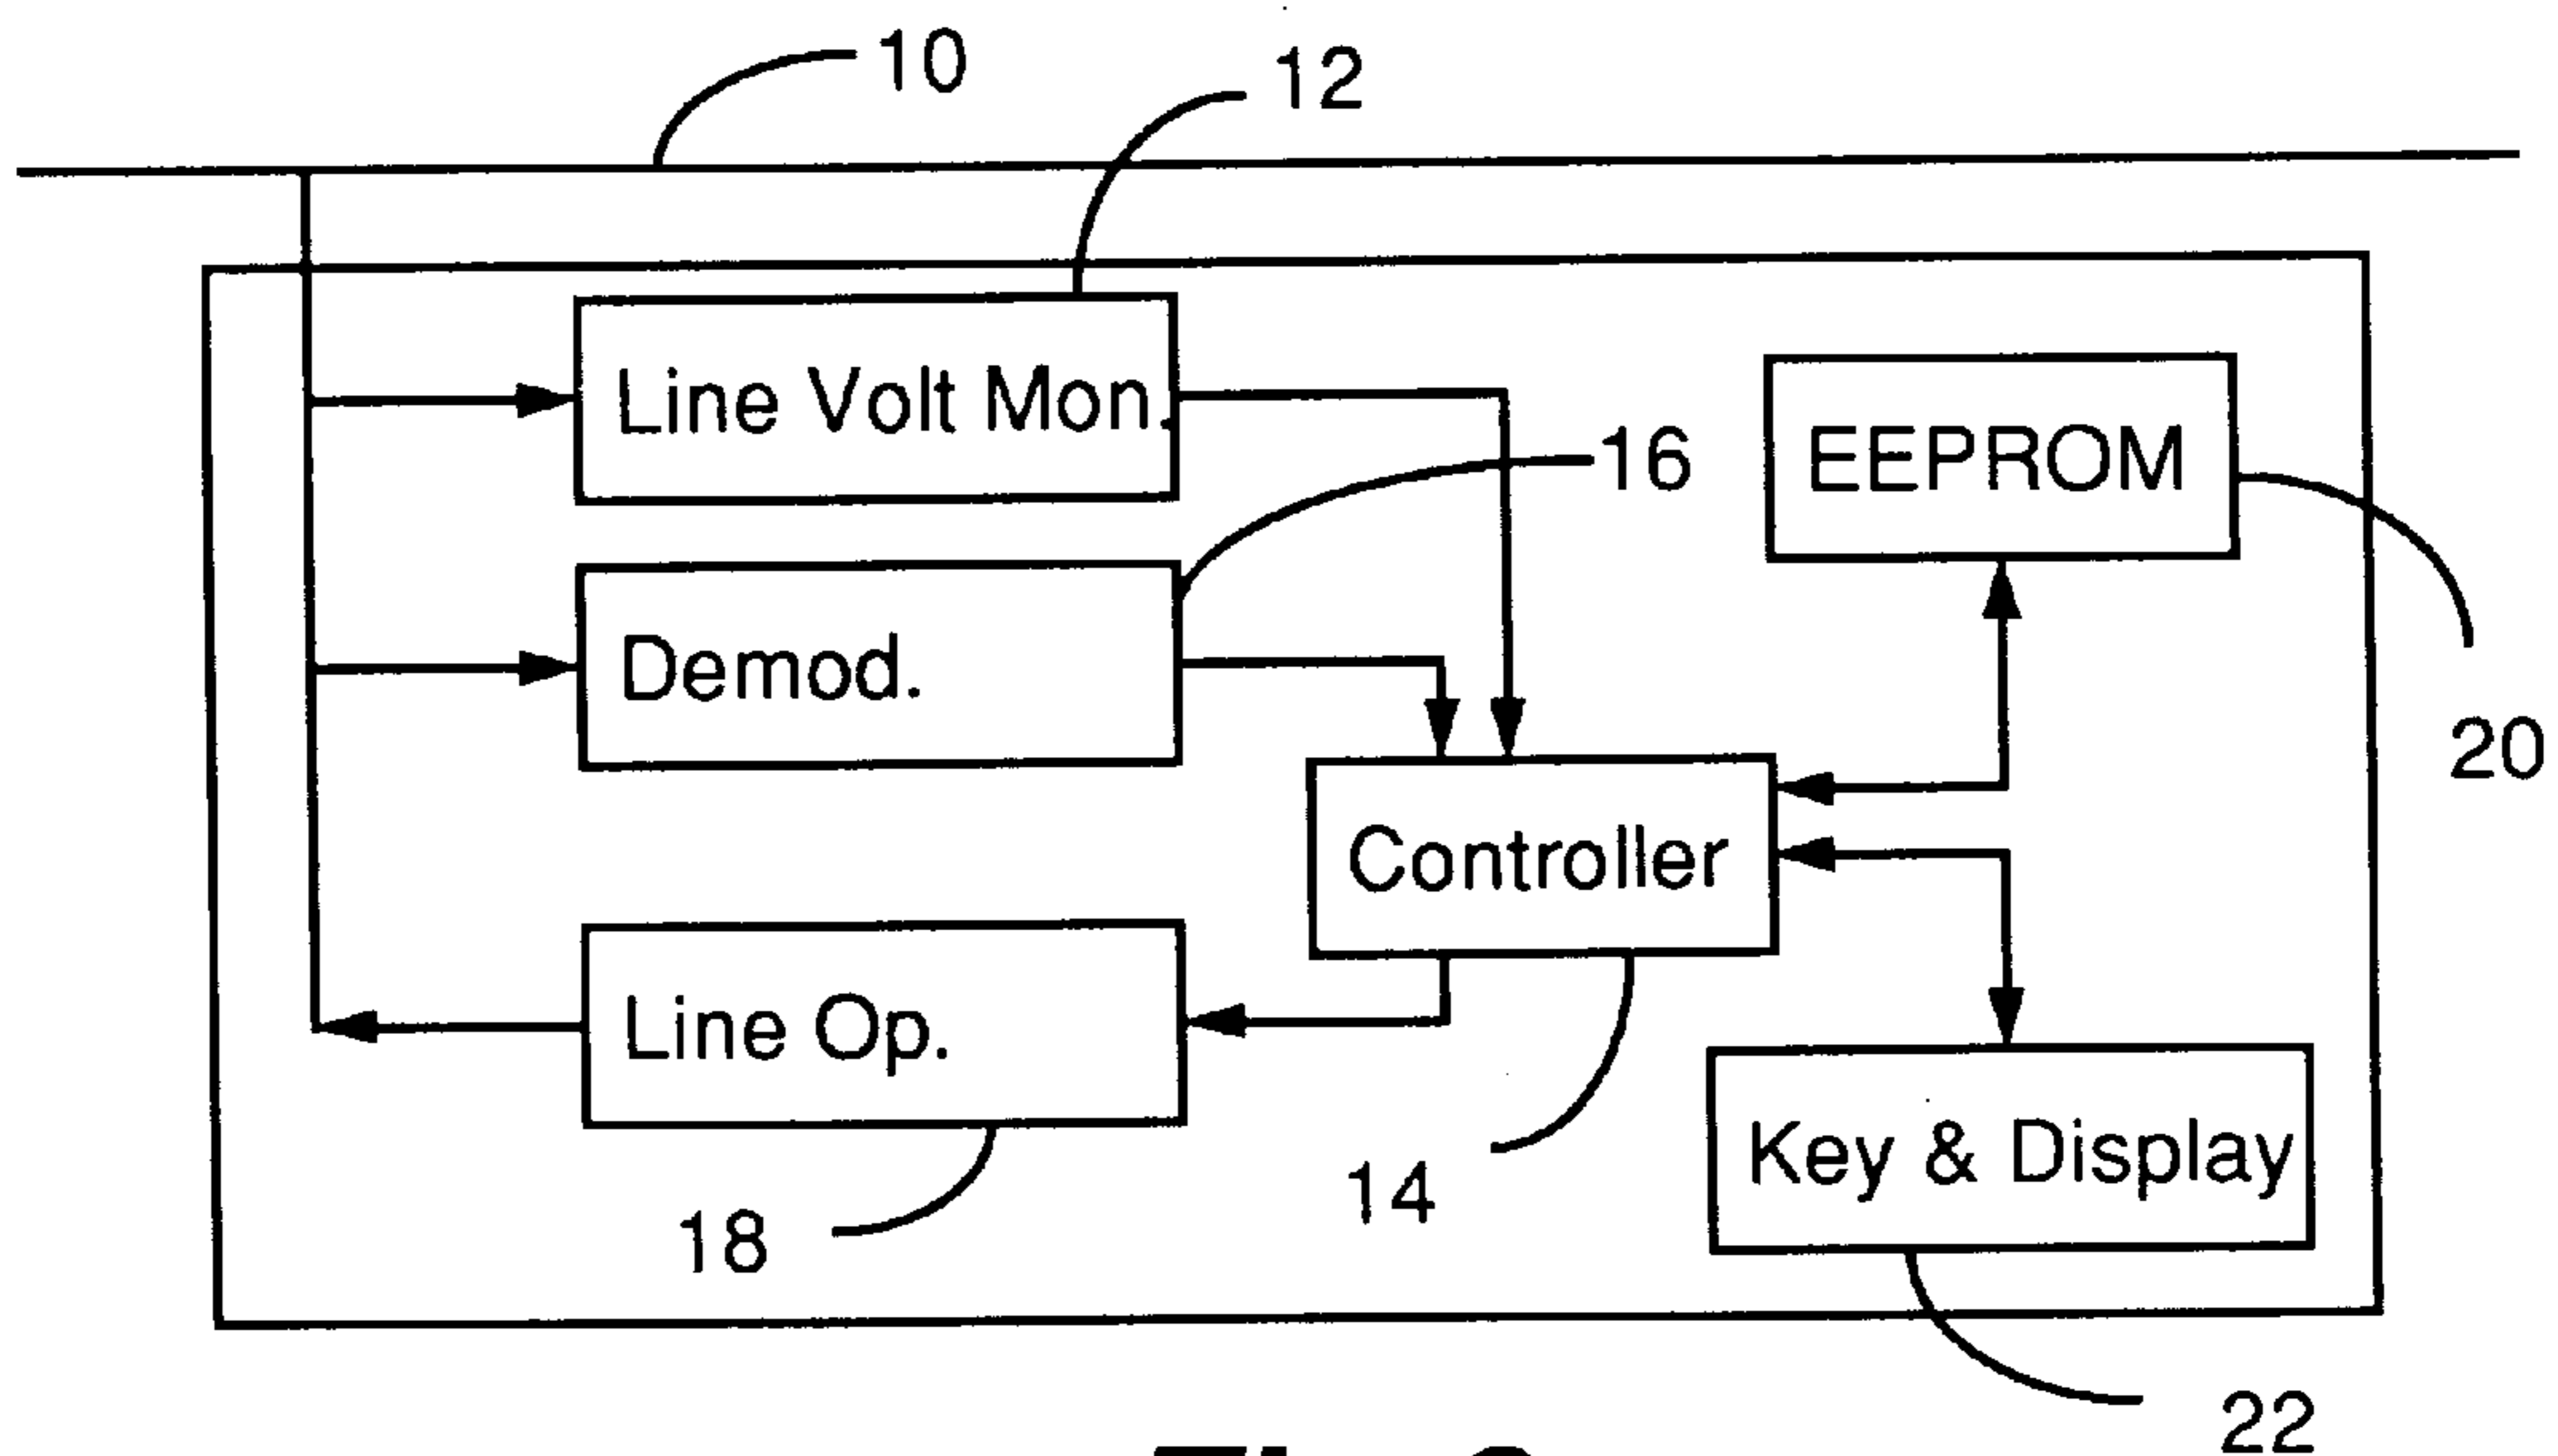 10
12
Line Volt Mon.
16
EEPROM
Demod.
20
Controller
Line Op.
14
Key & Display
18
22